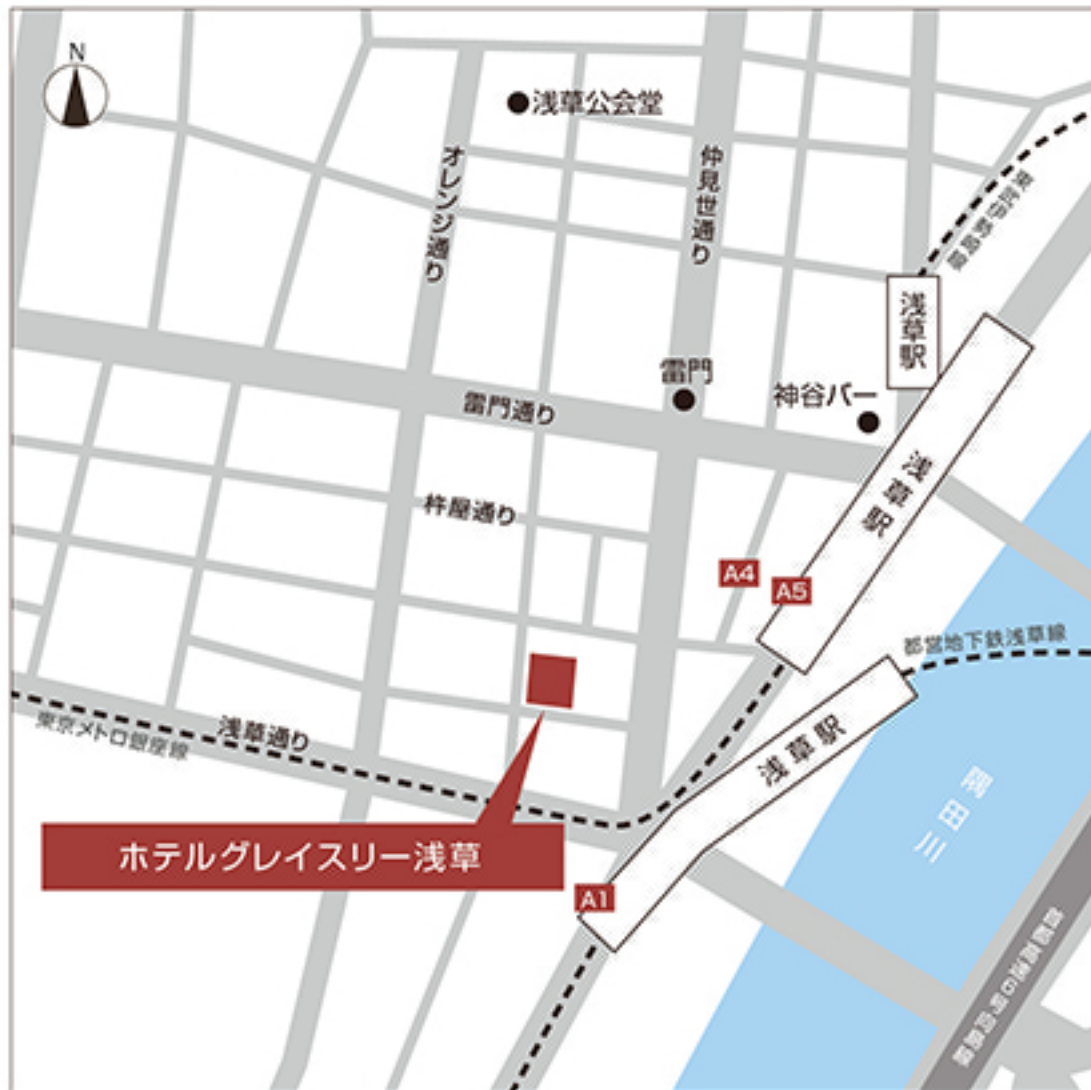 N
浅草公会堂
オレンジ通り
仲見世通り
東武伊勢崎線
浅草駅
雷門
神谷バー
雷門通り
浅草駅
杵屋通り
A4
A5
都営地下鉄浅草線
浅草通り
東京メトロ銀座線
浅草駅
隅田川
ホテルグレイスリー浅草
A1
首都高速6号向島線